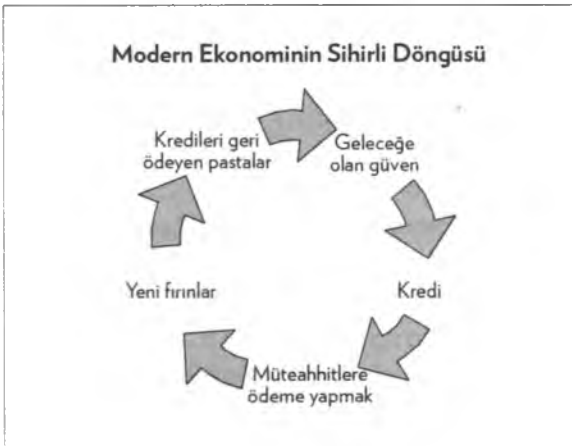 Modern Ekonominin Sihirli Döngüsü
Kredileri geri
ödeyen pastalar
Geleceğe
olan güven
Kredi
Müteahhitlere
ödeme yapmak
Yeni fırınlar